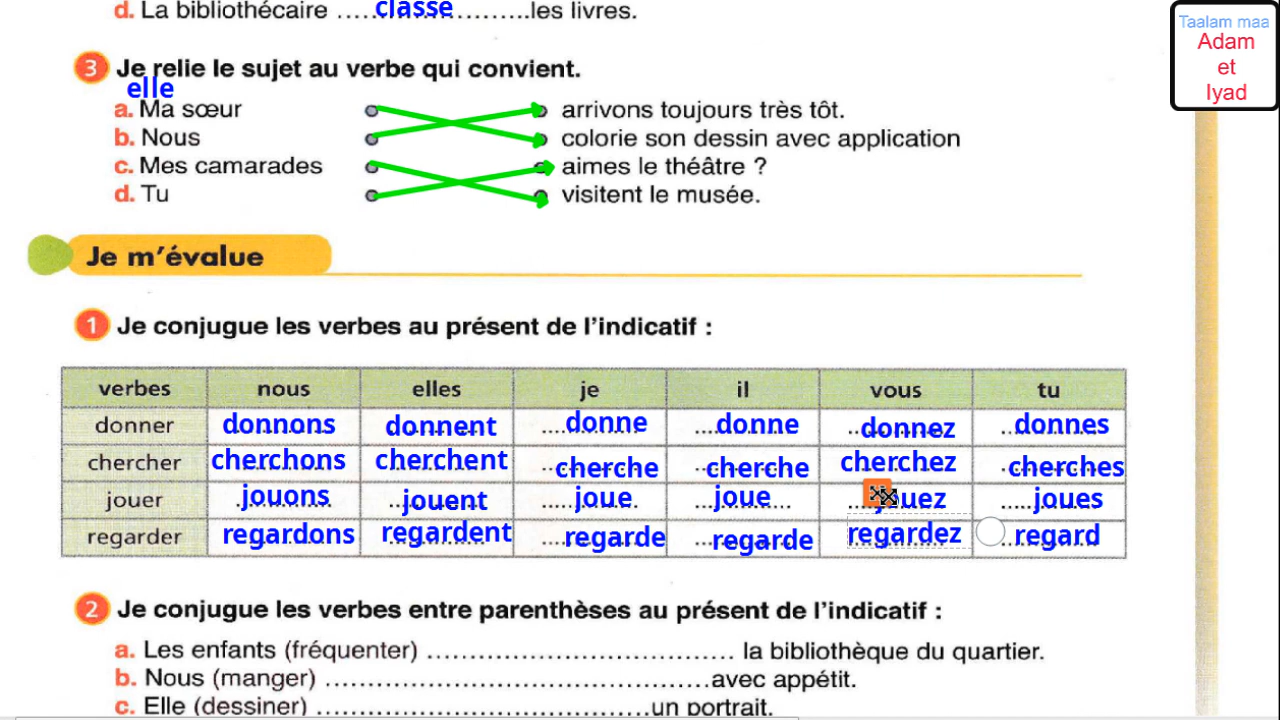 d. La bibliothécaire ....classe............les livres.
Taalam maa
Adam
et
Iyad
3 Je relie le sujet au verbe qui convient.
elle
a. Ma sœur arrivons toujours très tôt.
b. Nous colorie son dessin avec application
c. Mes camarades aimes le théâtre ?
d. Tu visitent le musée.
Je m'évalue
1 Je conjugue les verbes au présent de l'indicatif :
verbes nous elles je il vous tu
donner donnons donnent donne donne donnez donnes
chercher cherchons cherchent cherche cherche cherchez cherches
jouer jouons jouent joue joue jouez joues
regarder regardons regardent regarde regarde regardez regard
2 Je conjugue les verbes entre parenthèses au présent de l'indicatif :
a. Les enfants (fréquenter) .................................. la bibliothèque du quartier.
b. Nous (manger) ..........................................avec appétit.
c. Elle (dessiner) .....................................un portrait.